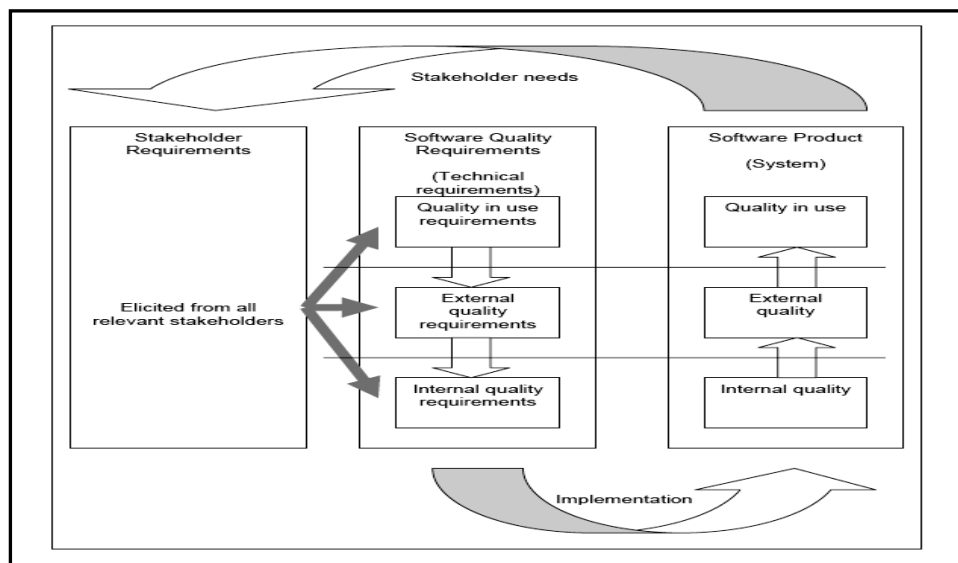 Stakeholder needs
Stakeholder
Requirements
Elicited from all
relevant stakeholders
Software Quality
Requirements
(Technical
requirements)
Quality in use
requirements
External
quality
requirements
Internal quality
requirements
Software Product
(System)
Quality in use
External
quality
Internal quality
Implementation